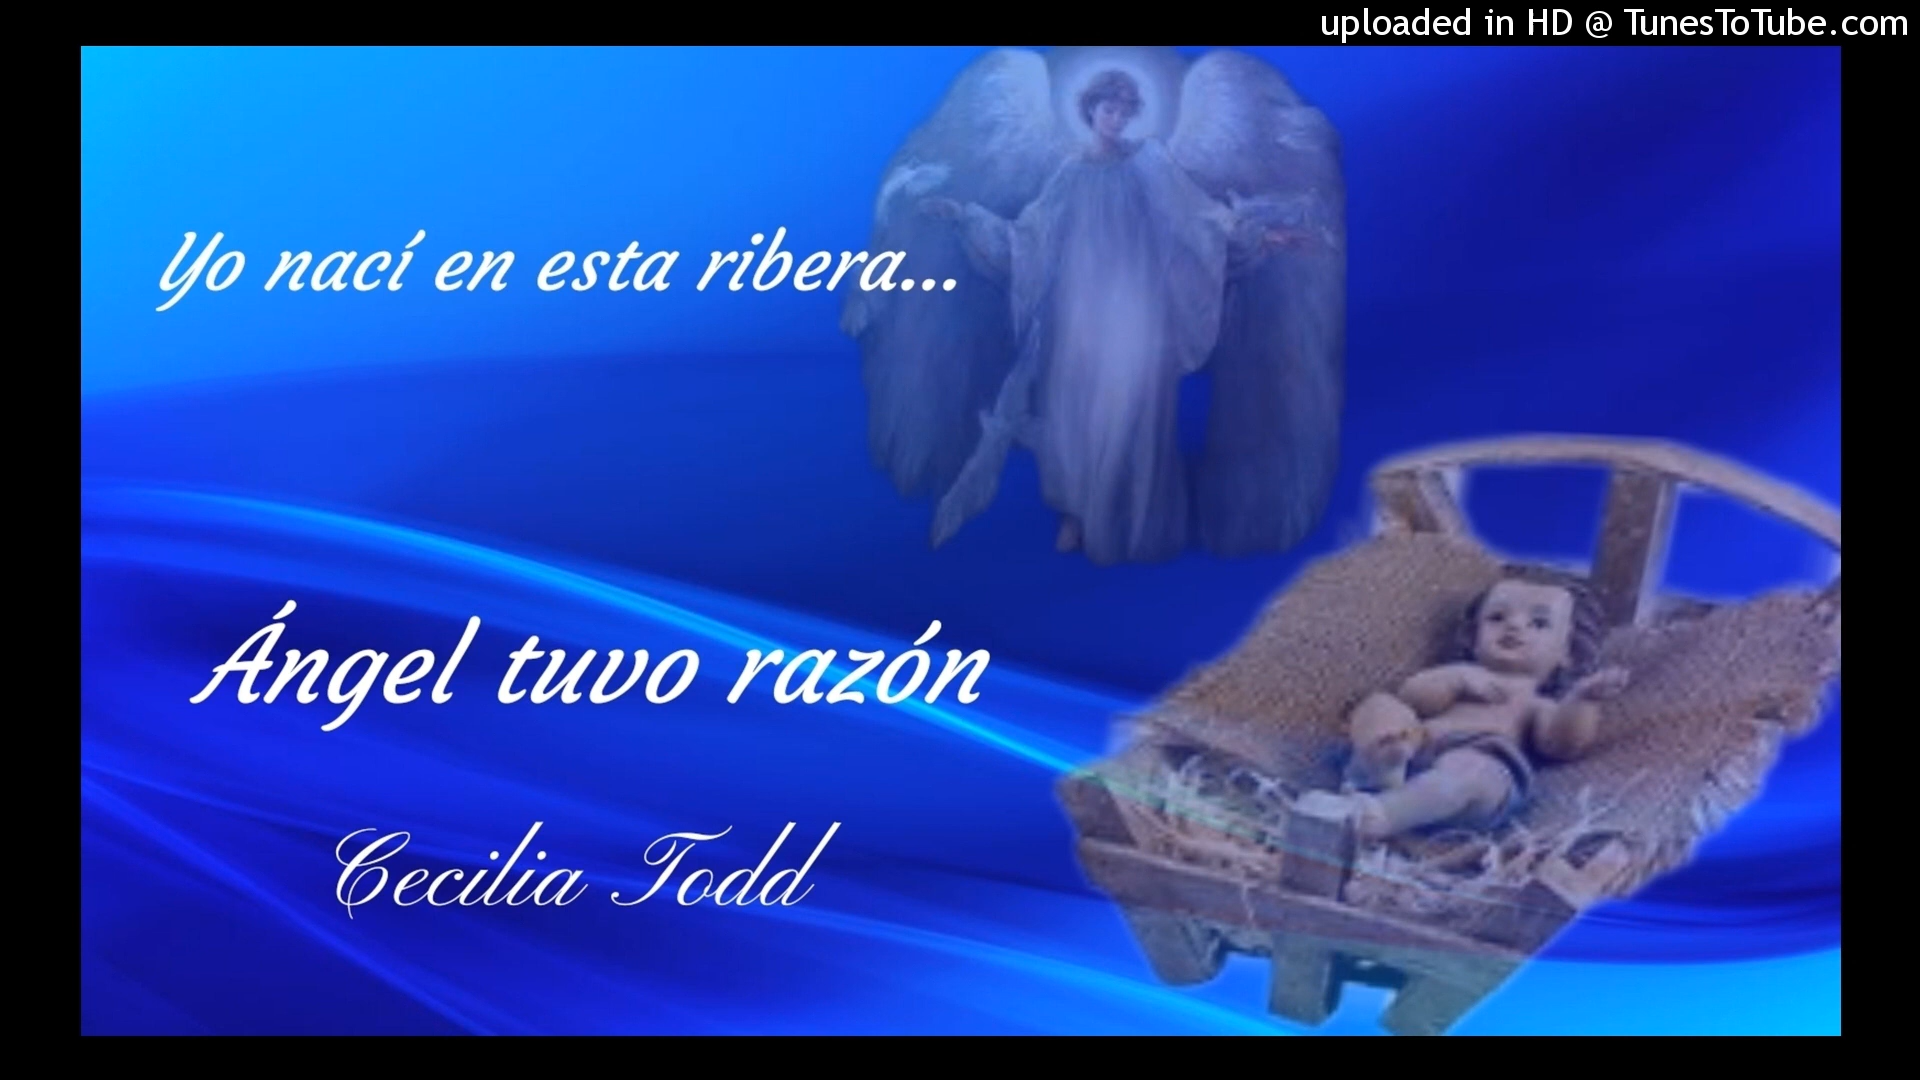 uploaded in HD @ TunesToTube.com
Yo nací en esta ribera...
Ángel tuvo razón
Cecilia Todd